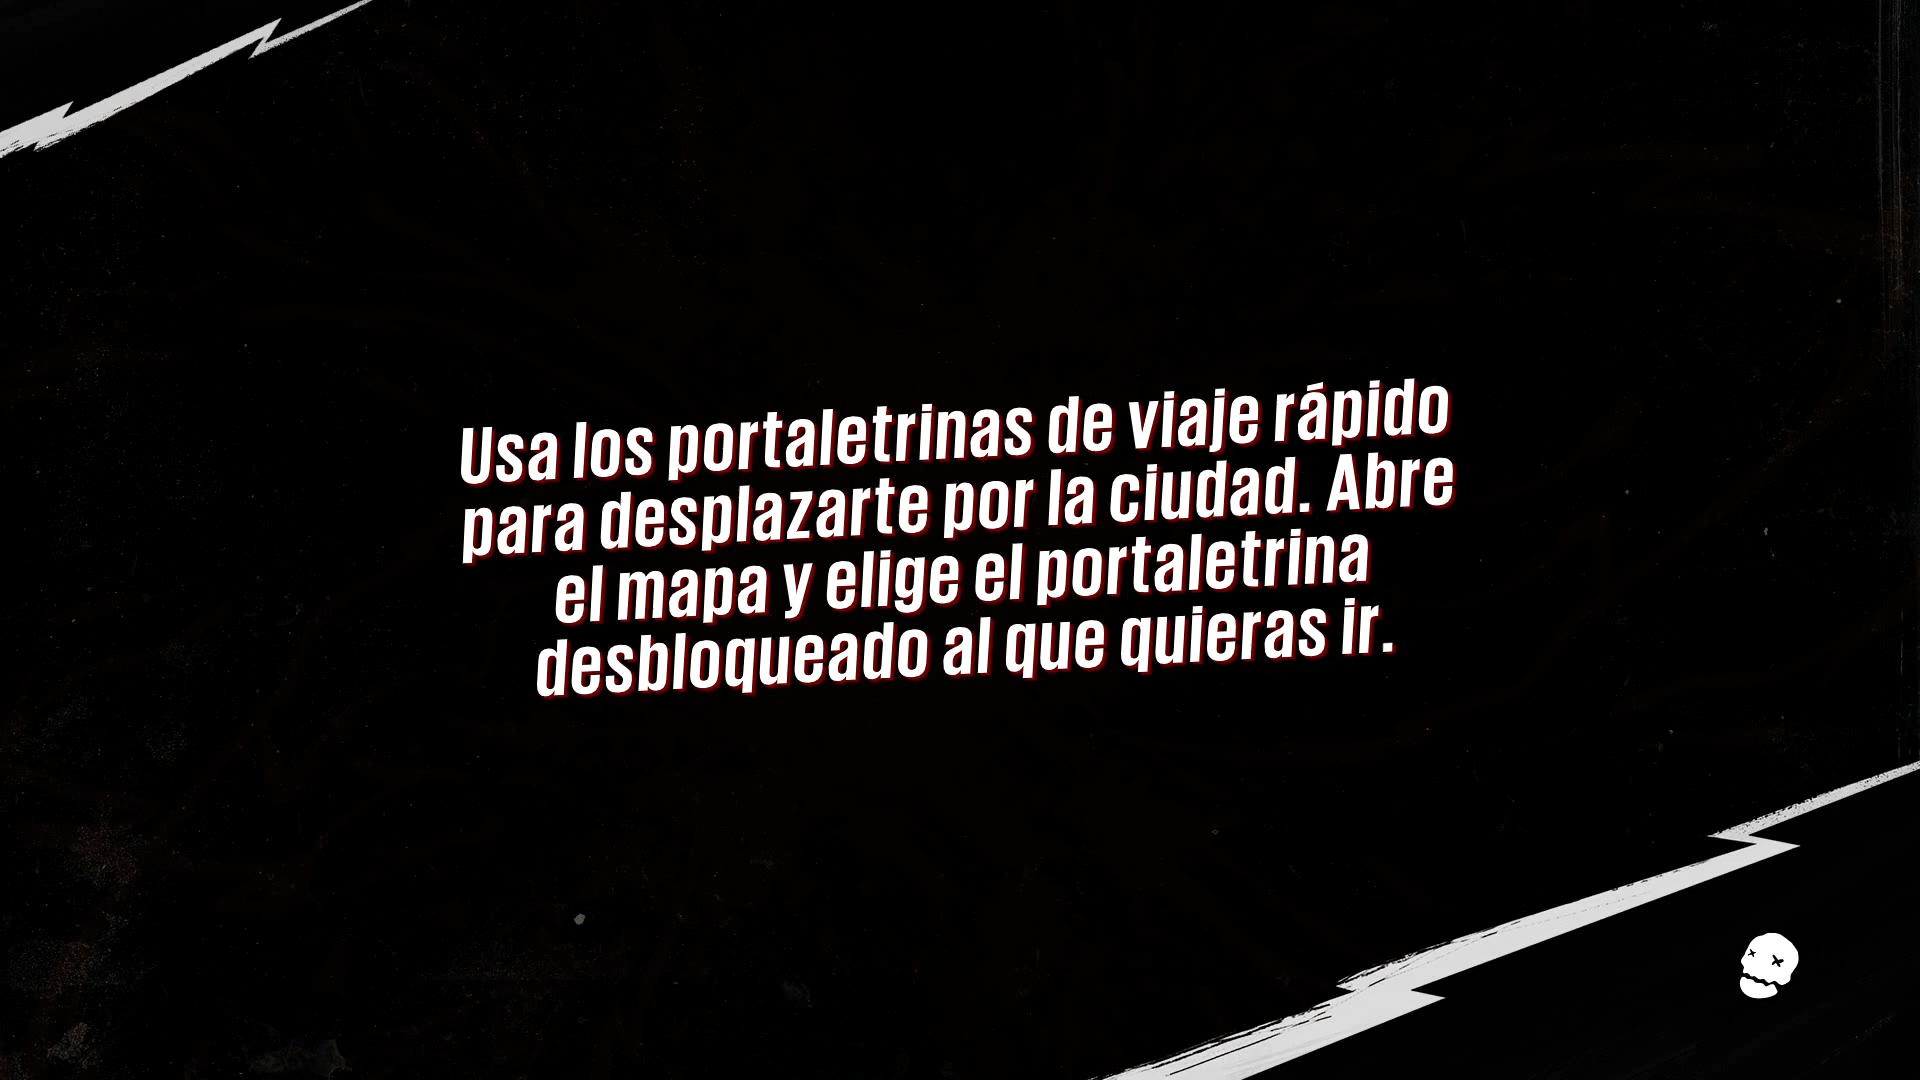 Usa los portaletrinas de viaje rápido
para desplazarte por la ciudad. Abre
el mapa y elige el portaletrina
desbloqueado al que quieras ir.